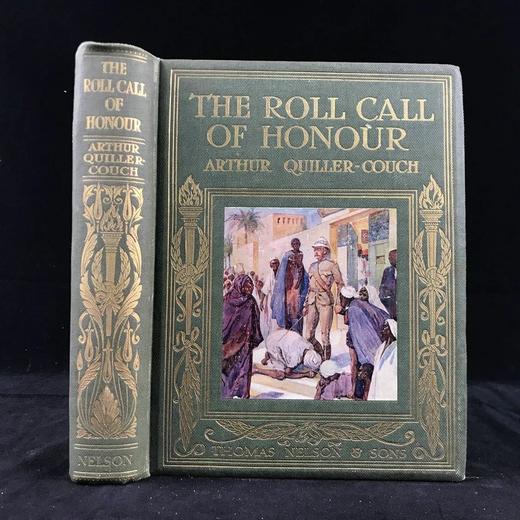 THE
ROLL CALL
OF
HONOUR
ARTHUR
QUILLER-
COUCH
NELSON
THE ROLL CALL
OF HONOUR
ARTHUR QUILLER-COUCH
THOMAS NELSON & SONS